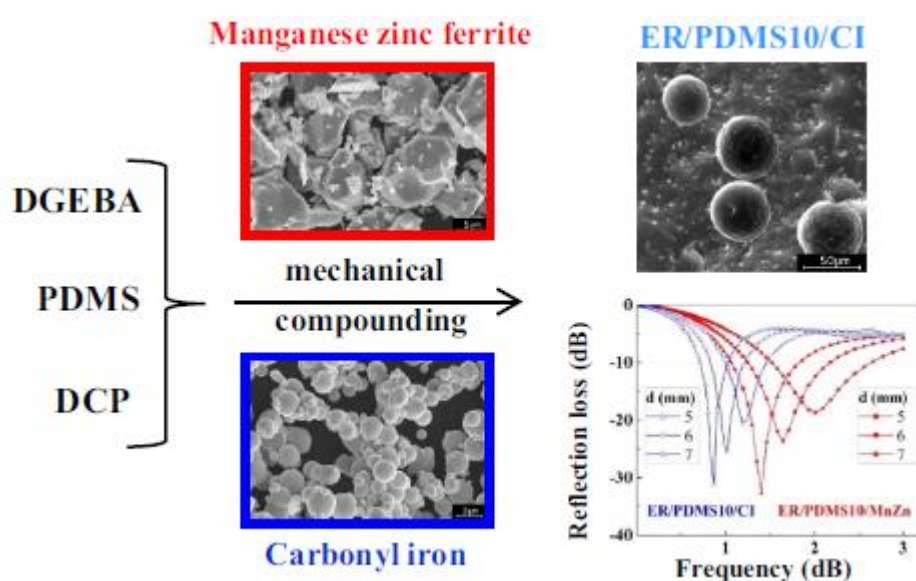 Manganese zinc ferrite
ER/PDMS10/CI
5µm
50µm
DGEBA
PDMS
DCP
mechanical
compounding
Carbonyl iron
Reflection loss (dB)
0
-10
-20
-30
-40
d (mm)
5
6
7
d (mm)
5
6
7
ER/PDMS10/CI
ER/PDMS10/MnZn
1
2
3
Frequency (dB)